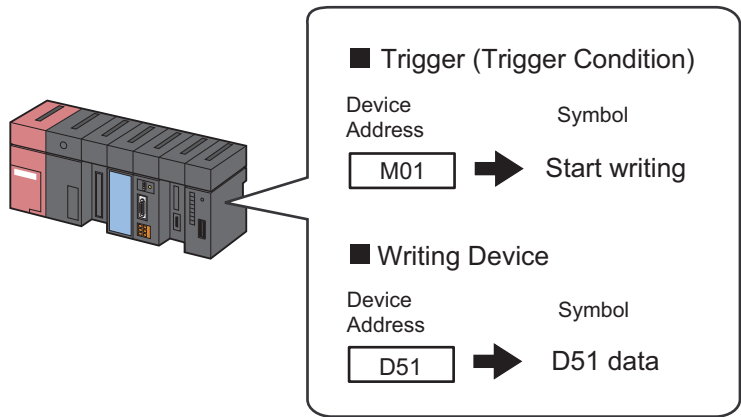 ■ Trigger (Trigger Condition)
Device
Address
Symbol
M01
Start writing
■ Writing Device
Device
Address
Symbol
D51
D51 data